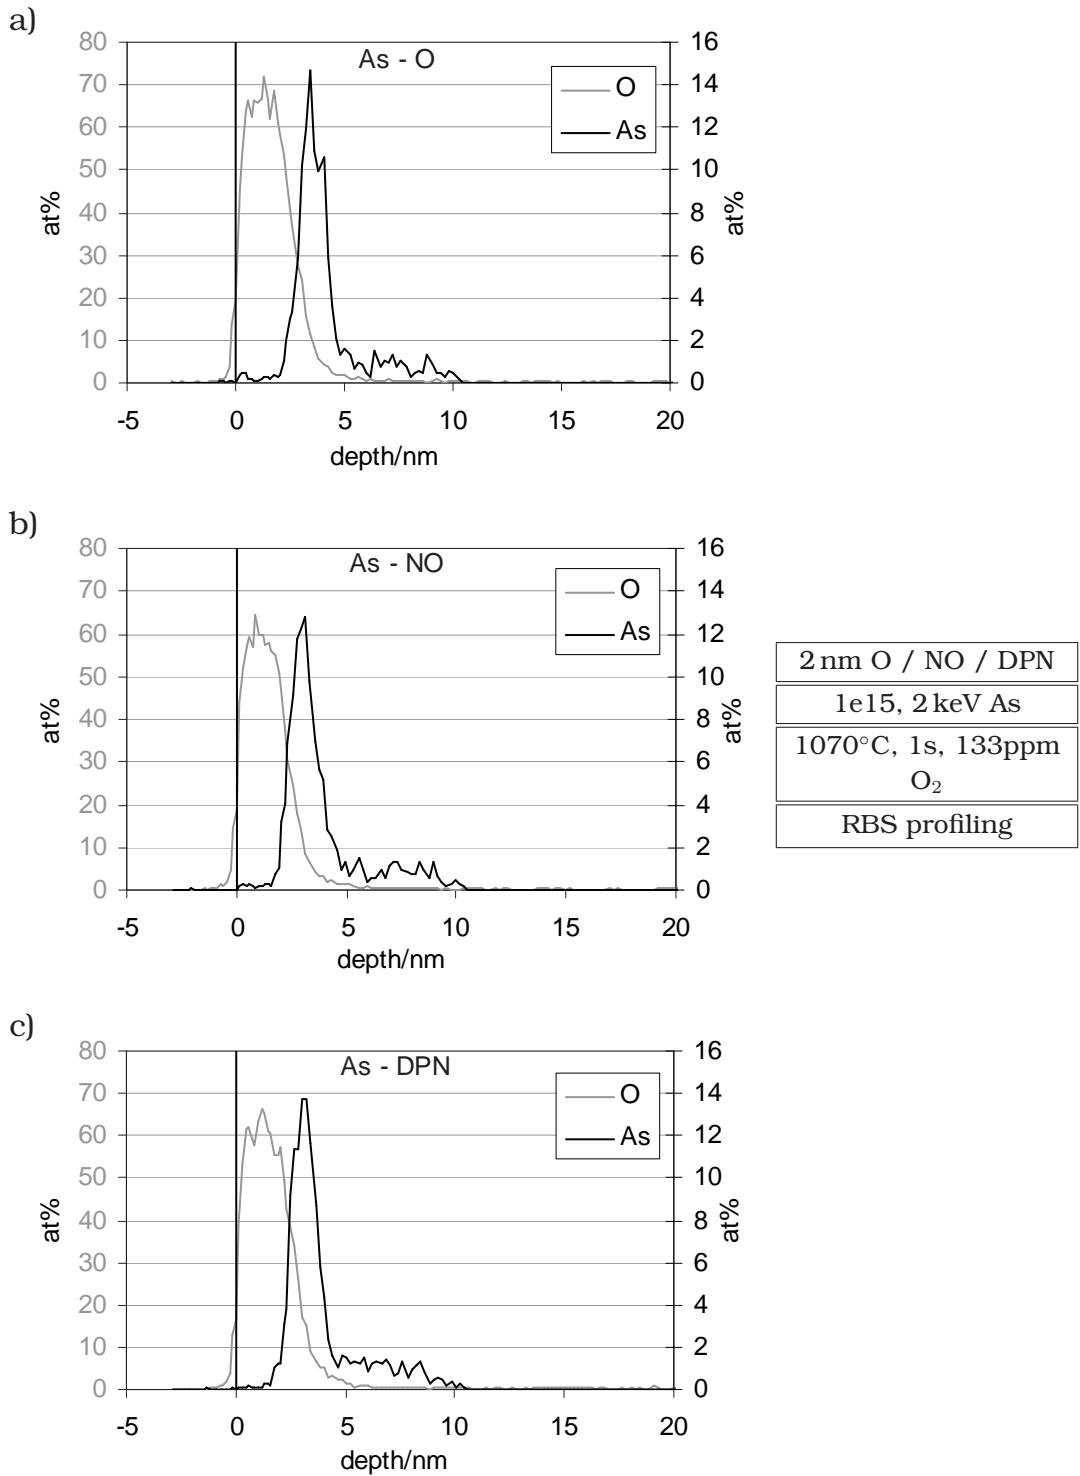 a)
As - O
80
70
60
50
40
30
20
10
0
at%
16
14
12
10
8
6
4
2
0
at%
O
As
-5 0 5 10 15 20
depth/nm
b)
As - NO
80
70
60
50
40
30
20
10
0
at%
16
14
12
10
8
6
4
2
0
at%
O
As
-5 0 5 10 15 20
depth/nm
2 nm O / NO / DPN
1e15, 2 keV As
1070°C, 1s, 133ppm
O₂
RBS profiling
c)
As - DPN
80
70
60
50
40
30
20
10
0
at%
16
14
12
10
8
6
4
2
0
at%
O
As
-5 0 5 10 15 20
depth/nm